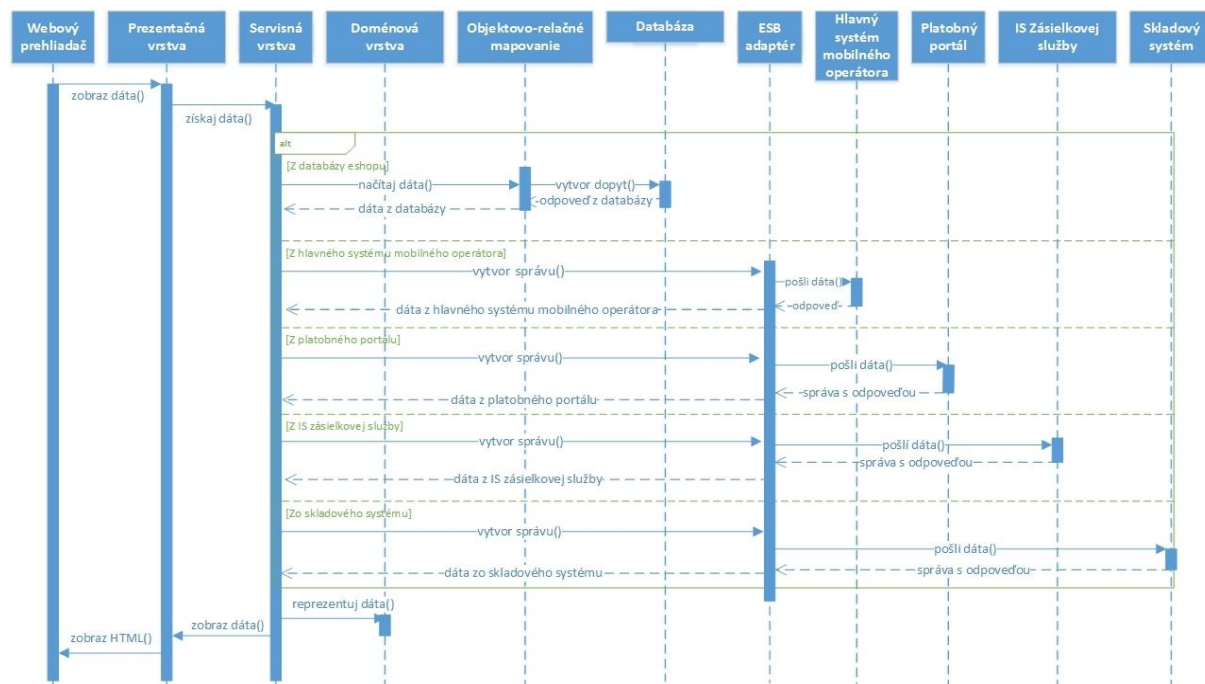 Webový
prehliadač
Prezentačná
vrstva
Servisná
vrstva
Doménová
vrstva
Objektovo-relačné
mapovanie
Databáza
ESB
adaptér
Hlavný
systém
mobilného
operátora
Platobný
portál
IS Zásielkovej
služby
Skladový
systém
zobraz dáta()
získaj dáta()
alt
[Z databázy eshopu]
načítaj dáta()
vytvor dopyt()
odpoveď z databázy
dáta z databázy
[Z hlavného systému mobilného operátora]
vytvor správu()
pošli dáta()
odpoveď
dáta z hlavného systému mobilného operátora
[Z platobného portálu]
vytvor správu()
pošli dáta()
správa s odpoveďou
dáta z platobného portálu
[Z IS zásielkovej služby]
vytvor správu()
pošlí dáta()
správa s odpoveďou
dáta z IS zásielkovej služby
[Zo skladového systému]
vytvor správu()
pošli dáta()
správa s odpoveďou
dáta zo skladového systému
reprezentuj dáta()
zobraz dáta()
zobraz HTML()